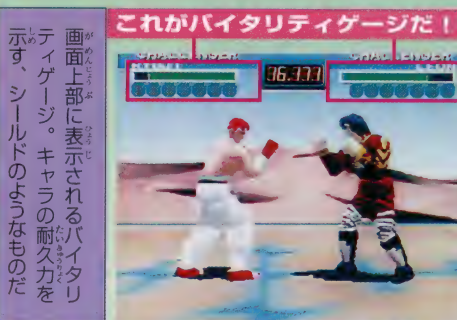 これがバイタリティゲージだ！
16.777
画面上部に表示されるバイタリ
ティゲージ。キャラの耐久力を
示す、シールドのようなものだ